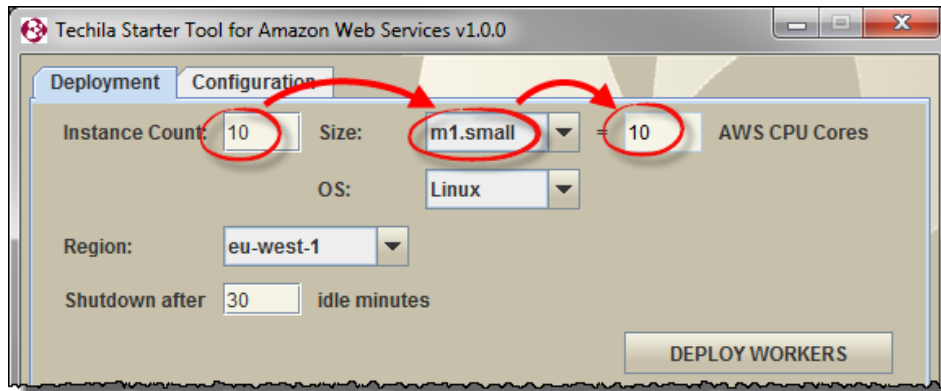 Techila Starter Tool for Amazon Web Services v1.0.0
Deployment Configuration
Instance Count: 10 Size: m1.small = 10 AWS CPU Cores
OS: Linux
Region: eu-west-1
Shutdown after 30 idle minutes
DEPLOY WORKERS